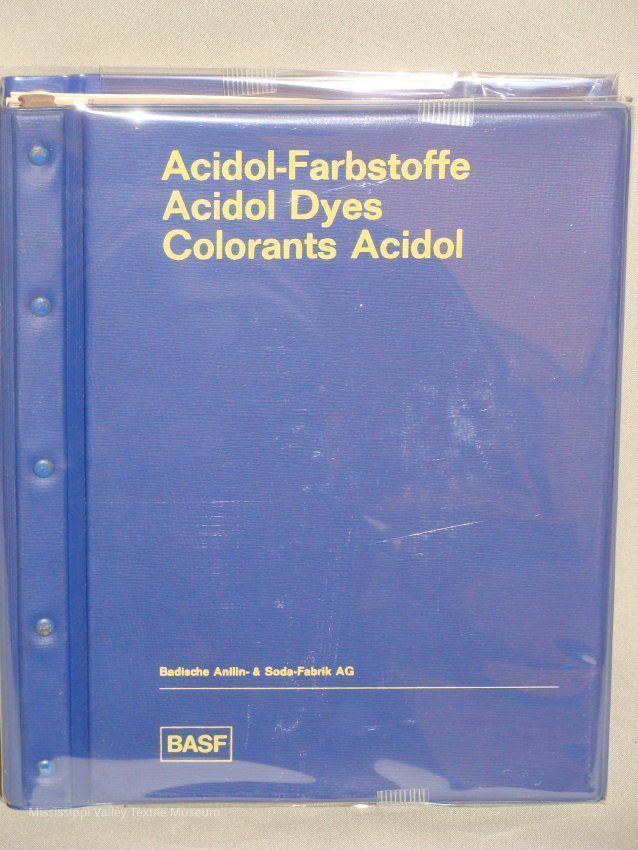 Acidol-Farbstoffe
Acidol Dyes
Colorants Acidol
Badische Anilin- & Soda-Fabrik AG
BASF
Mississippi Valley Textile Museum